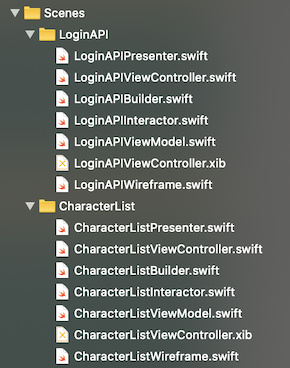 Scenes
LoginAPI
LoginAPIPresenter.swift
LoginAPIViewController.swift
LoginAPIBuilder.swift
LoginAPIInteractor.swift
LoginAPIViewModel.swift
LoginAPIViewController.xib
LoginAPIWireframe.swift
CharacterList
CharacterListPresenter.swift
CharacterListViewController.swift
CharacterListBuilder.swift
CharacterListInteractor.swift
CharacterListViewModel.swift
CharacterListViewController.xib
CharacterListWireframe.swift